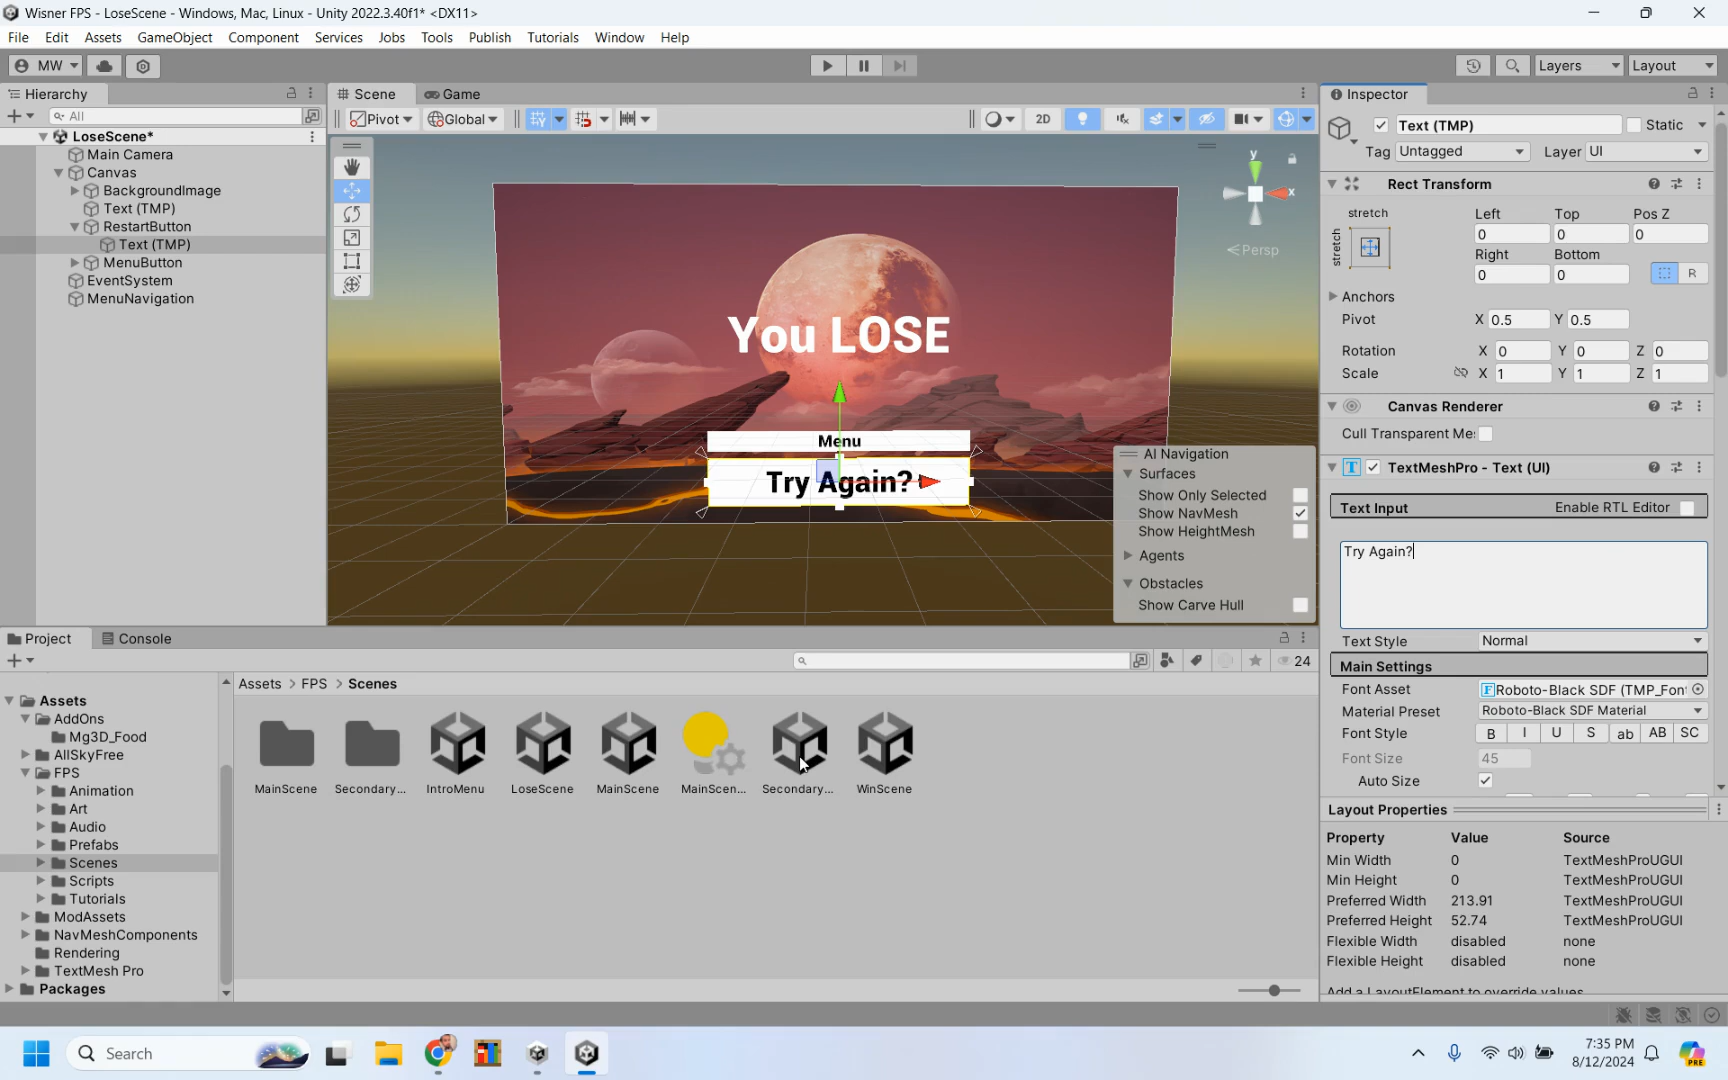 Wisner FPS - LoseScene - Windows, Mac, Linux - Unity 2022.3.40f1* <DX11>
File Edit Assets GameObject Component Services Jobs Tools Publish Tutorials Window Help
MW Layers Layout
Hierarchy
All
LoseScene*
Main Camera
Canvas
BackgroundImage
Text (TMP)
RestartButton
Text (TMP)
MenuButton
EventSystem
MenuNavigation
Scene Game
Pivot Global 2D
y
x
Persp
You LOSE
Menu
Try Again?
AI Navigation
Surfaces
Show Only Selected
Show NavMesh
Show HeightMesh
Agents
Obstacles
Show Carve Hull
Inspector
Text (TMP) Static
Tag Untagged Layer UI
Rect Transform
stretch Left Top Pos Z
stretch 0 0 0
Right Bottom
0 0 R
Anchors
Pivot X 0.5 Y 0.5
Rotation X 0 Y 0 Z 0
Scale X 1 Y 1 Z 1
Canvas Renderer
Cull Transparent Me:
T TextMeshPro - Text (UI)
Text Input Enable RTL Editor
Try Again?
Text Style Normal
Main Settings
Font Asset F Roboto-Black SDF (TMP_Font
Material Preset Roboto-Black SDF Material
Font Style B I U S ab AB SC
Font Size 45
Auto Size
Layout Properties
Property Value Source
Min Width 0 TextMeshProUGUI
Min Height 0 TextMeshProUGUI
Preferred Width 213.91 TextMeshProUGUI
Preferred Height 52.74 TextMeshProUGUI
Flexible Width disabled none
Flexible Height disabled none
Add a LayoutElement to override values
Project Console
24
Assets
AddOns
Mg3D_Food
AllSkyFree
FPS
Animation
Art
Audio
Prefabs
Scenes
Scripts
Tutorials
ModAssets
NavMeshComponents
Rendering
TextMesh Pro
Packages
Assets > FPS > Scenes
MainScene Secondary... IntroMenu LoseScene MainScene MainScen... Secondary... WinScene
Search
7:35 PM
8/12/2024
PRE